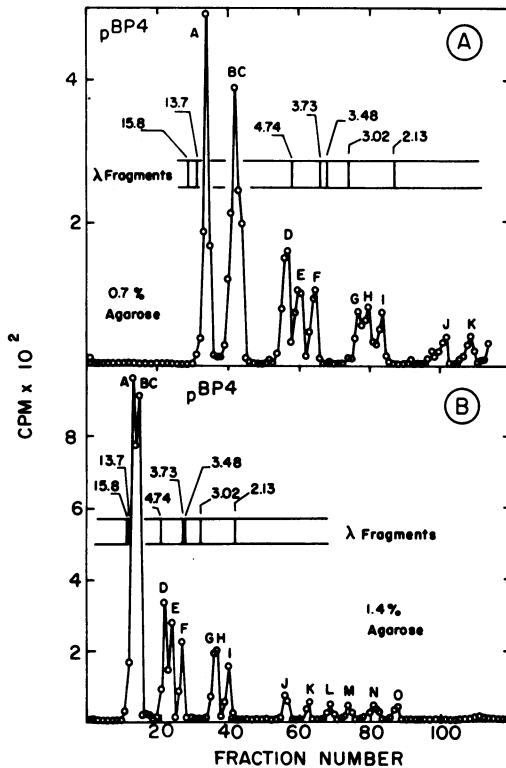 pBP4
A
A
BC
4
15.8
13.7
3.73
3.48
4.74
3.02
2.13
λ Fragments
2
D
E
F
G
H
I
J
K
0.7 %
Agarose
CPM x 10²
A
BC
pBP4
B
8
13.7
15.8
3.73
3.48
4.74
3.02
2.13
6
λ Fragments
4
D
E
F
1.4%
Agarose
GH
I
2
J
K
L
M
N
O
20
40
60
80
100
FRACTION NUMBER